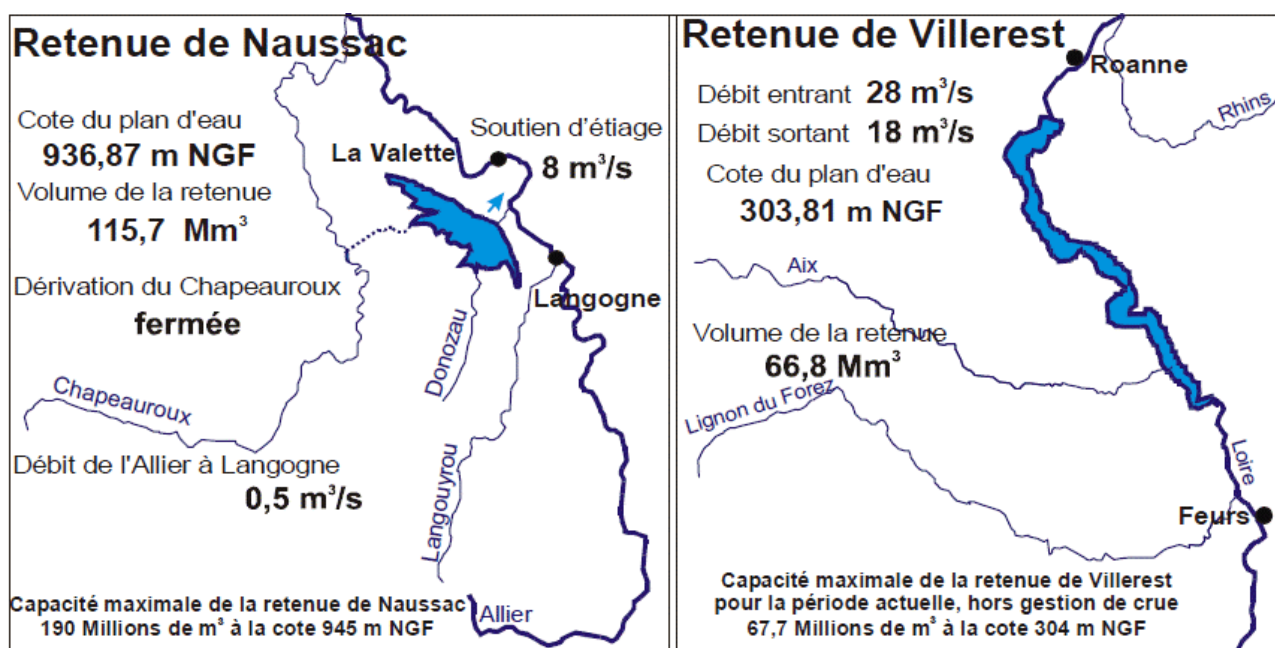 Retenue de Naussac
Cote du plan d'eau
936,87 m NGF
Volume de la retenue
115,7 Mm³
Dérivation du Chapeauroux
fermée
La Valette
Soutien d'étiage
8 m³/s
Langogne
Donozau
Chapeauroux
Langouyrou
Débit de l'Allier à Langogne
0,5 m³/s
Allier
Capacité maximale de la retenue de Naussac
190 Millions de m³ à la cote 945 m NGF
Retenue de Villerest
Roanne
Débit entrant 28 m³/s
Débit sortant 18 m³/s
Rhins
Cote du plan d'eau
303,81 m NGF
Aix
Volume de la retenue
66,8 Mm³
Lignon du Forez
Loire
Feurs
Capacité maximale de la retenue de Villerest
pour la période actuelle, hors gestion de crue
67,7 Millions de m³ à la cote 304 m NGF